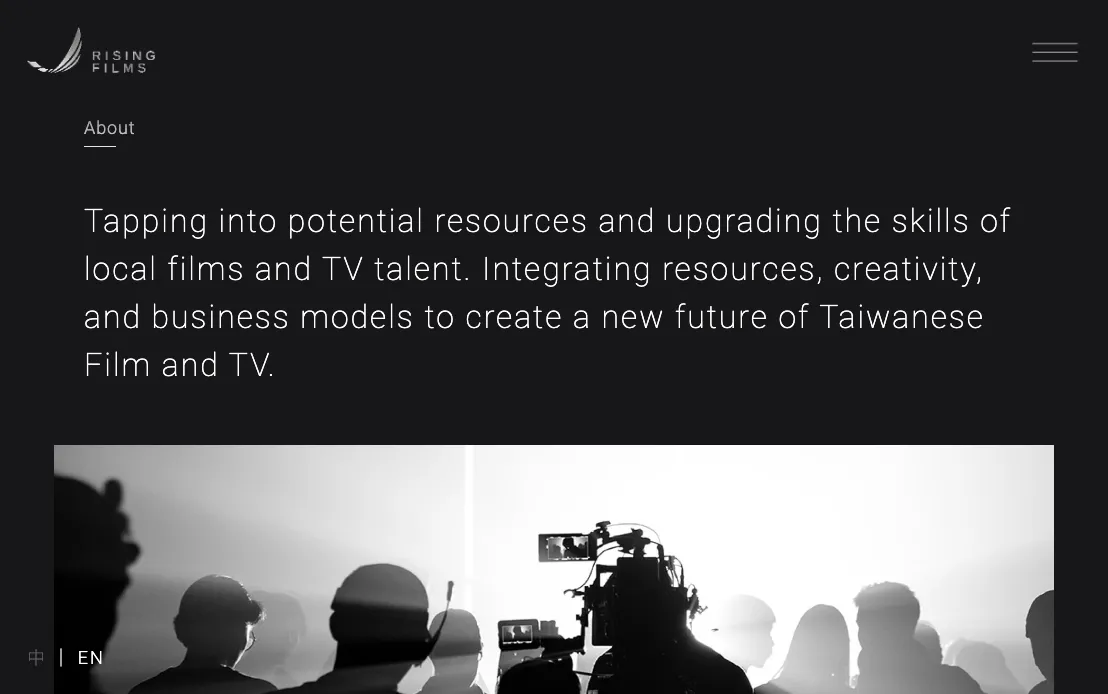 RISING
FILMS
About
Tapping into potential resources and upgrading the skills of
local films and TV talent. Integrating resources, creativity,
and business models to create a new future of Taiwanese
Film and TV.
中 | EN